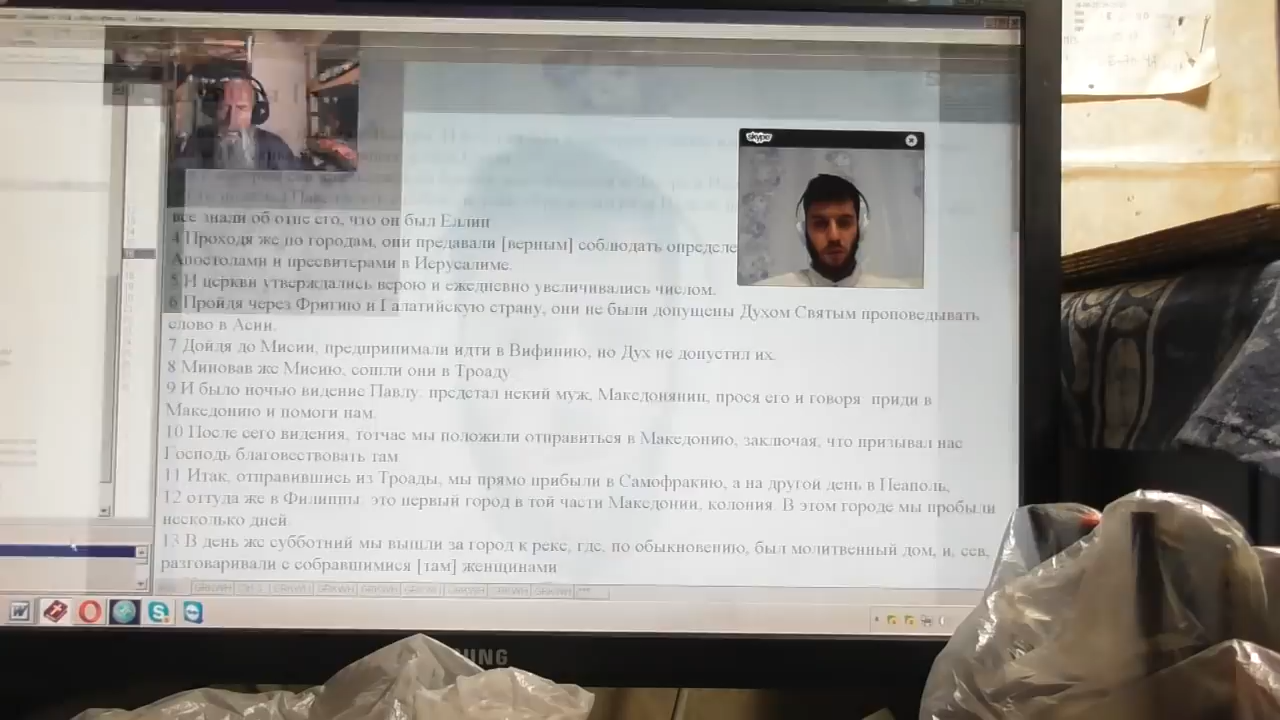 skype
все знали об отце его, что он был Еллин
4 Проходя же по городам, они предавали [верным] соблюдать определе
Апостолами и пресвитерами в Иерусалиме.
5 И церкви утверждались верою и ежедневно увеличивались числом.
6 Пройдя через Фригию и Галатийскую страну, они не были допущены Духом Святым проповедывать
слово в Асии.
7 Дойдя до Мисии, предпринимали идти в Вифинию, но Дух не допустил их.
8 Миновав же Мисию, сошли они в Троаду
9 И было ночью видение Павлу: предстал некий муж, Македонянин, прося его и говоря приди в
Македонию и помоги нам.
10 После сего видения, тотчас мы положили отправиться в Македонию, заключая, что призывал нас
Господь благовествовать там
11 Итак, отправившись из Троады, мы прямо прибыли в Самофракию, а на другой день в Неаполь,
12 оттуда же в Филиппы: это первый город в той части Македонии, колония. В этом городе мы пробыли
несколько дней.
13 В день же субботний мы вышли за город к реке, где, по обыкновению, был молитвенный дом, и, сев,
разговаривали с собравшимися [там] женщинами
UNG